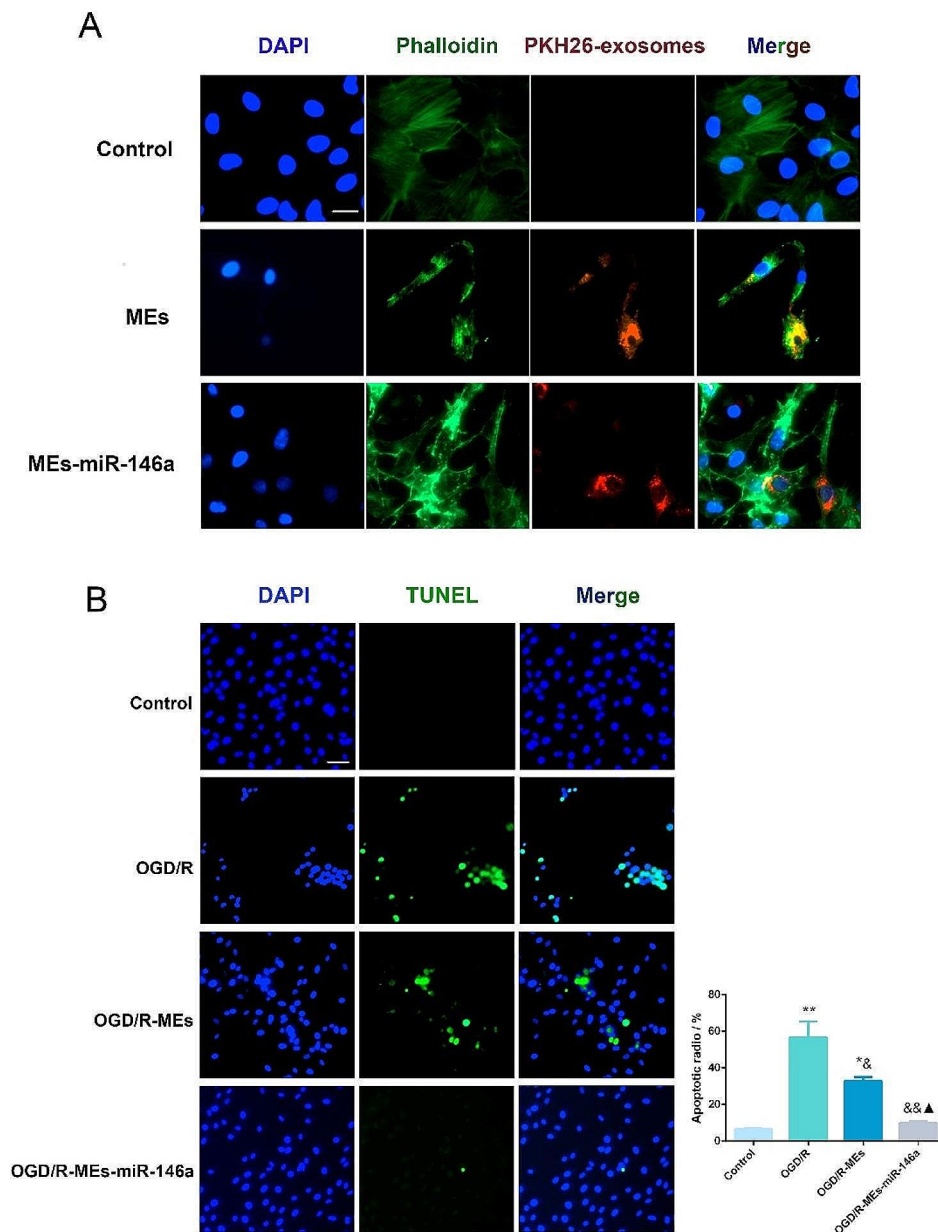 A
DAPI Phalloidin PKH26-exosomes Merge
Control
MEs
MEs-miR-146a
B
DAPI TUNEL Merge
Control
OGD/R
OGD/R-MEs
OGD/R-MEs-miR-146a
Apoptotic radio / %
80
60
40
20
0
**
*&
&&▲
Control
OGD/R
OGD/R-MEs
OGD/R-MEs-miR-146a